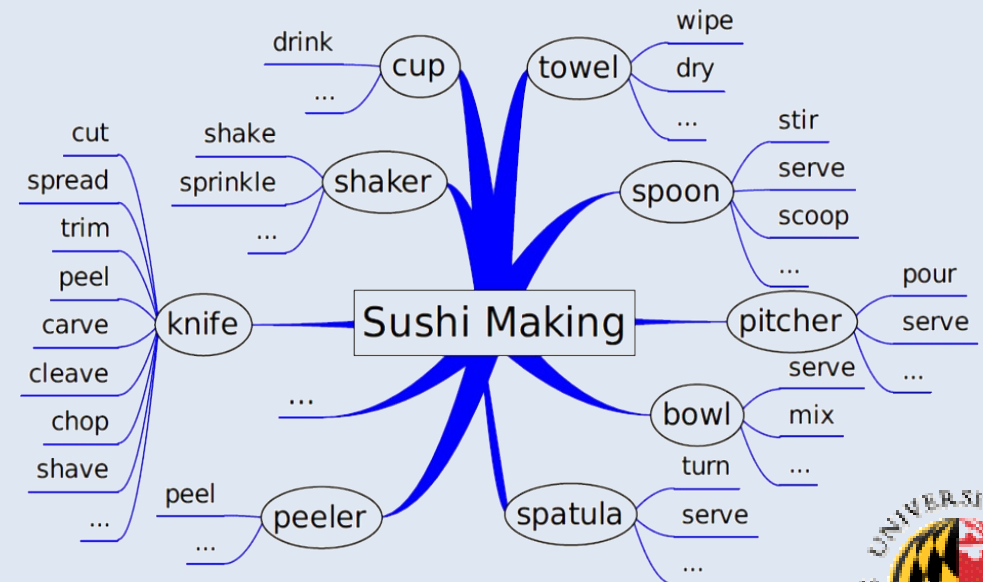 drink
...
cup
towel
wipe
dry
...
shake
sprinkle
...
shaker
spoon
stir
serve
scoop
...
cut
spread
trim
peel
carve
cleave
chop
shave
...
knife
Sushi Making
pitcher
pour
serve
...
...
bowl
serve
mix
...
peel
...
peeler
spatula
turn
serve
...
UNIVERSI